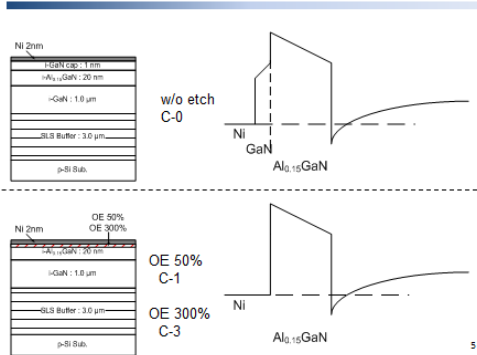 Ni 2nm
i-GaN cap : 1 nm
i-Al0.15GaN : 20 nm
i-GaN : 1.0 μm
SLS Buffer : 3.0 μm
p-Si Sub.
w/o etch
C-0
Ni
GaN
Al0.15GaN
OE 50%
OE 300%
Ni 2nm
i-Al0.15GaN : 20 nm
i-GaN : 1.0 μm
SLS Buffer : 3.0 μm
p-Si Sub.
OE 50%
C-1
OE 300%
C-3
Ni
Al0.15GaN
5